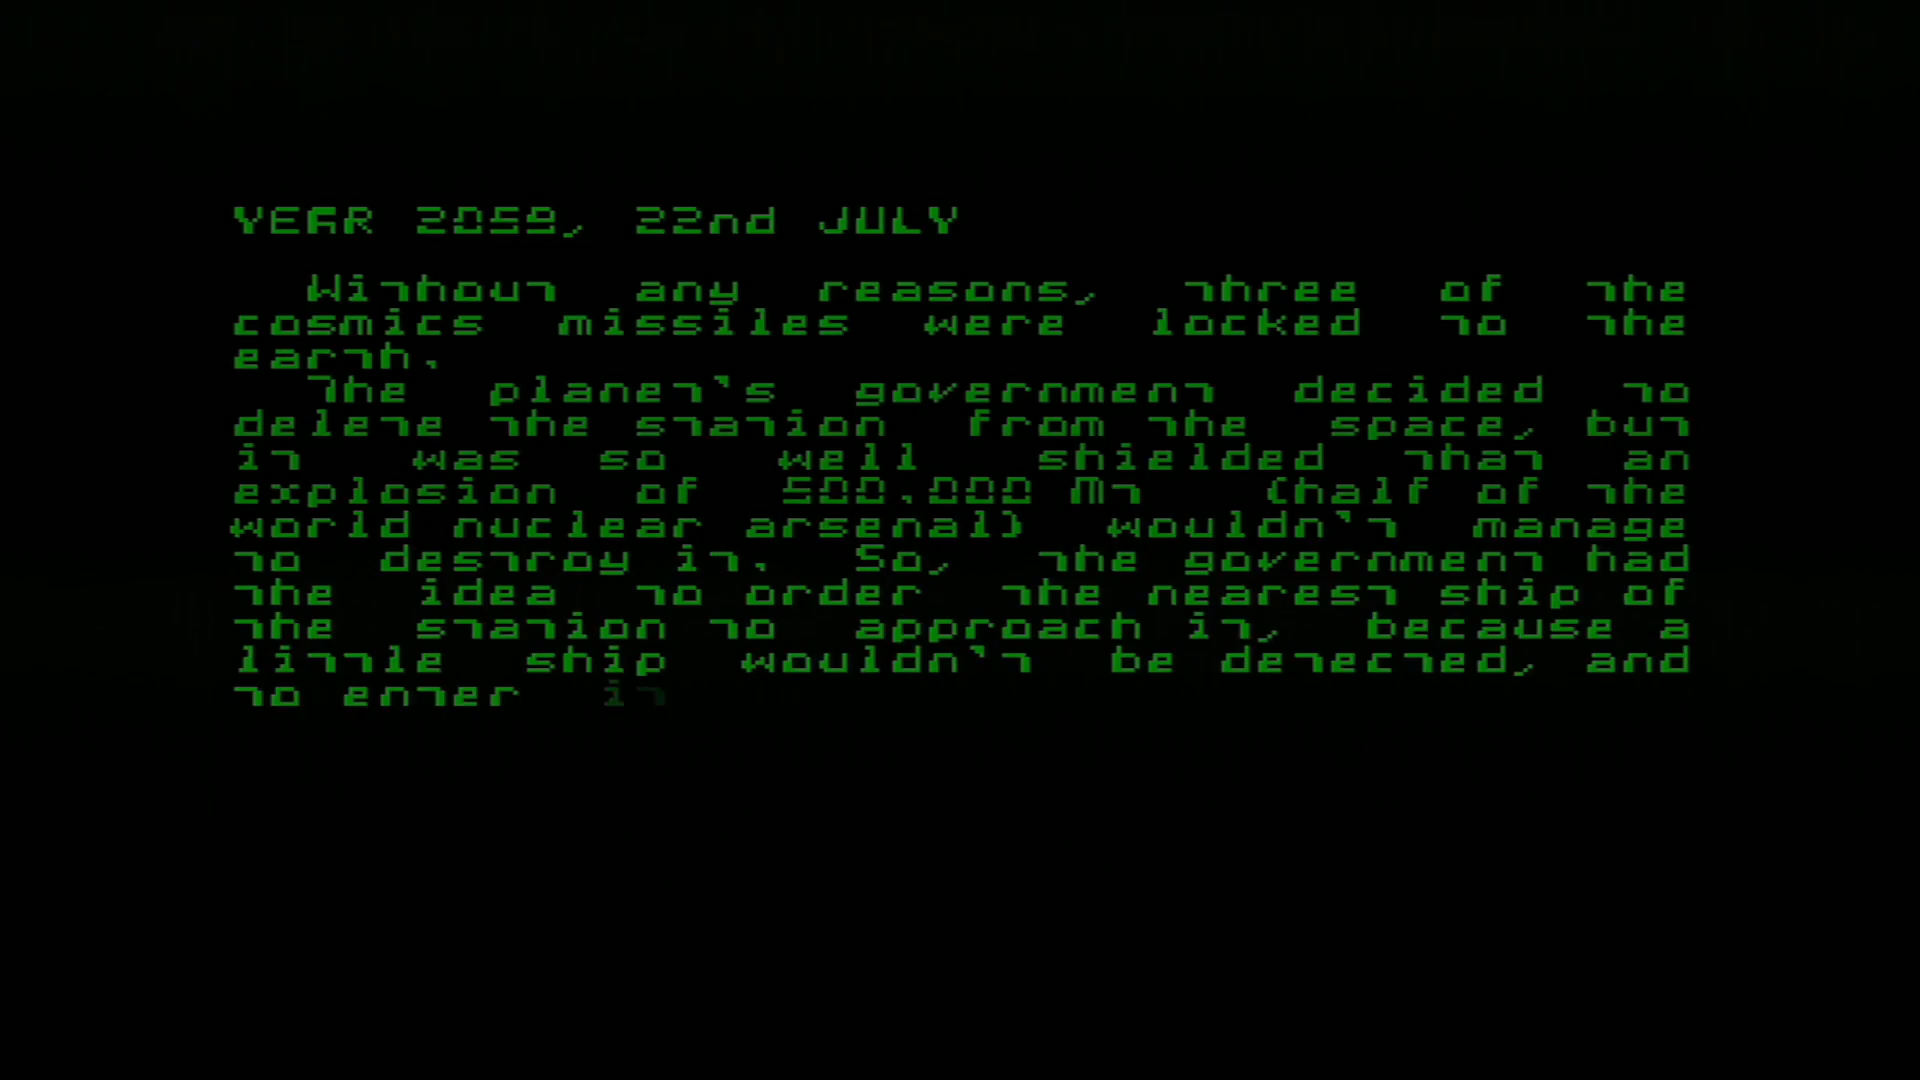 YEAR 2059, 22nd JULY
Without any reasons, three of the
cosmics missiles were locked to the
earth.
The planet's government decided to
delete the station from the space, but
it was so well shielded that an
explosion of 500.000 Mt (half of the
world nuclear arsenal) wouldn't manage
to destroy it. So, the government had
the idea to order the nearest ship of
the station to approach it, because a
little ship wouldn't be detected, and
to enter it